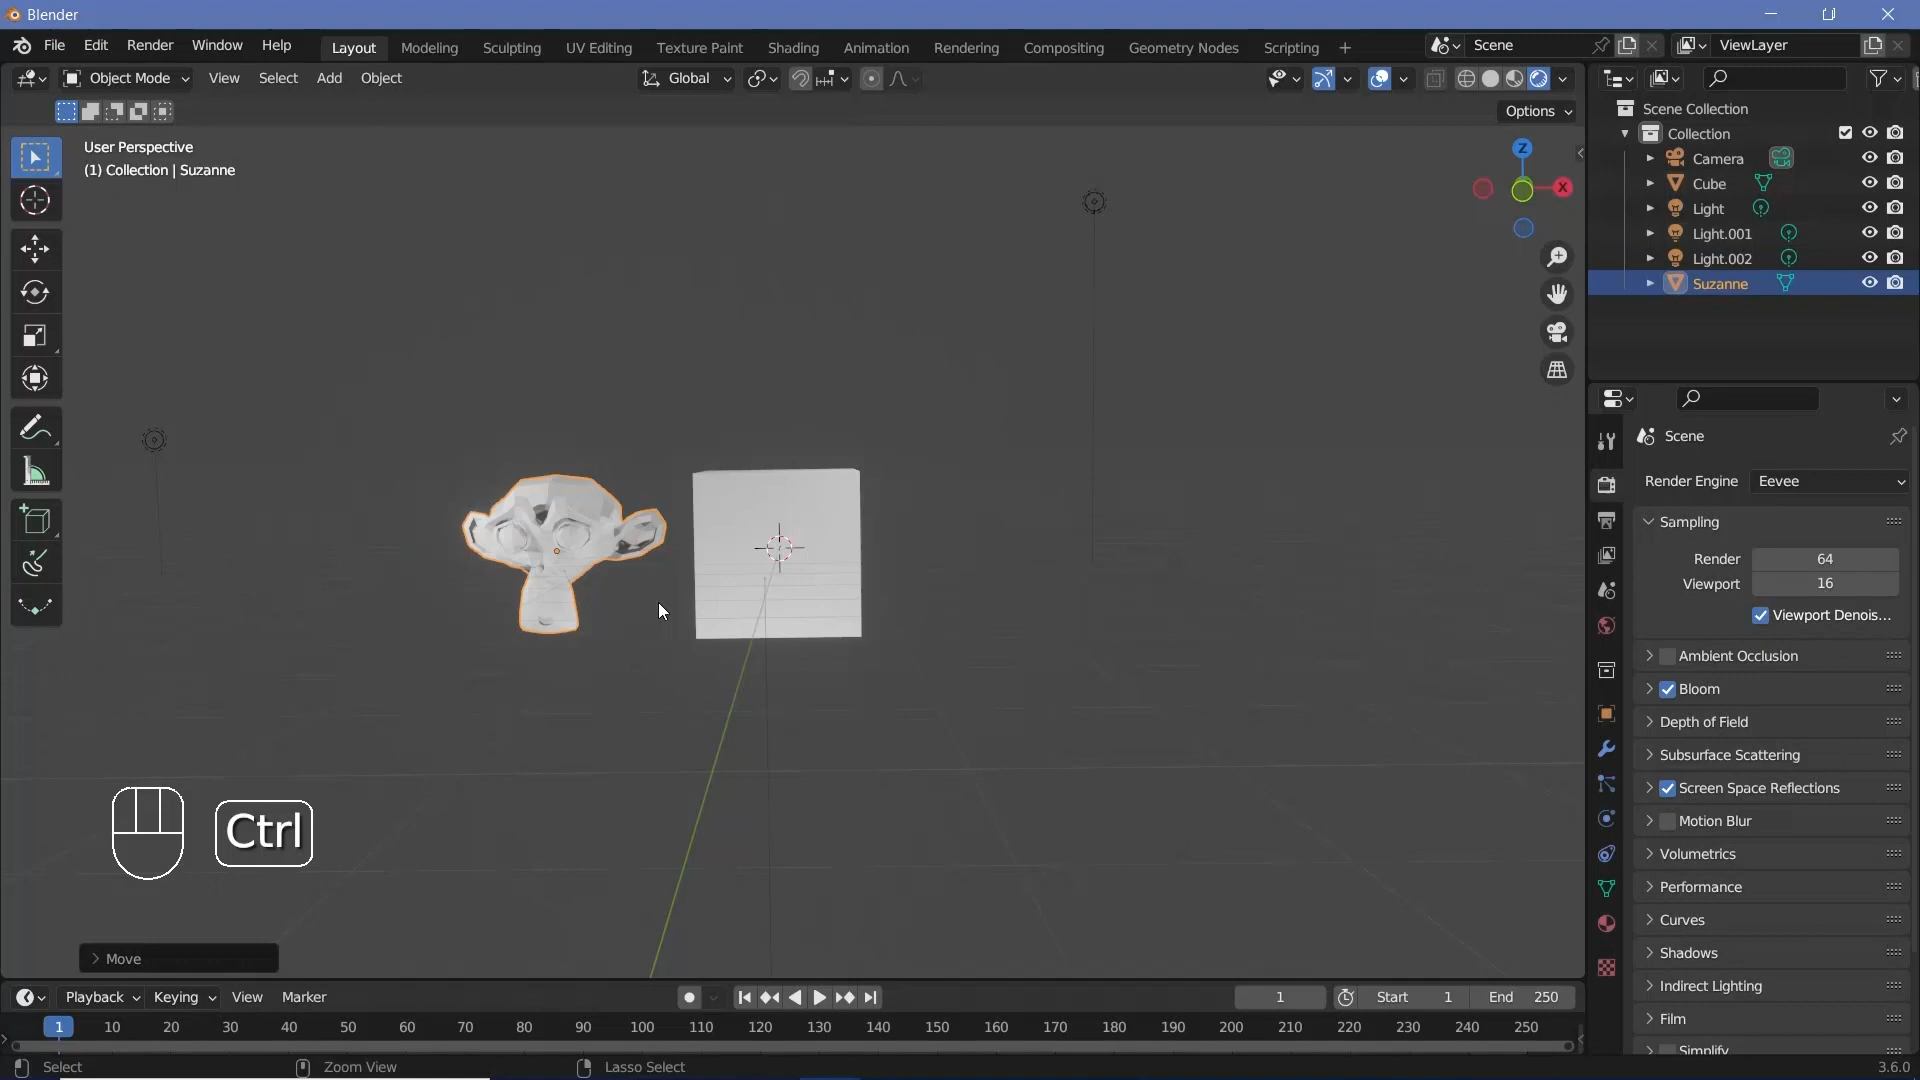 Blender
File Edit Render Window Help
Layout Modeling Sculpting UV Editing Texture Paint Shading Animation Rendering Compositing Geometry Nodes Scripting +
Scene
ViewLayer
Object Mode View Select Add Object
Global
Options
User Perspective
(1) Collection | Suzanne
Z
X
Scene Collection
Collection
Camera
Cube
Light
Light.001
Light.002
Suzanne
Scene
Render Engine Eevee
Sampling
Render 64
Viewport 16
Viewport Denois...
Ambient Occlusion
Bloom
Depth of Field
Subsurface Scattering
Screen Space Reflections
Motion Blur
Volumetrics
Performance
Curves
Shadows
Indirect Lighting
Film
Simplify
Ctrl
Move
Playback Keying View Marker
1
Start 1
End 250
1 10 20 30 40 50 60 70 80 90 100 110 120 130 140 150 160 170 180 190 200 210 220 230 240 250
Select
Zoom View
Lasso Select
3.6.0